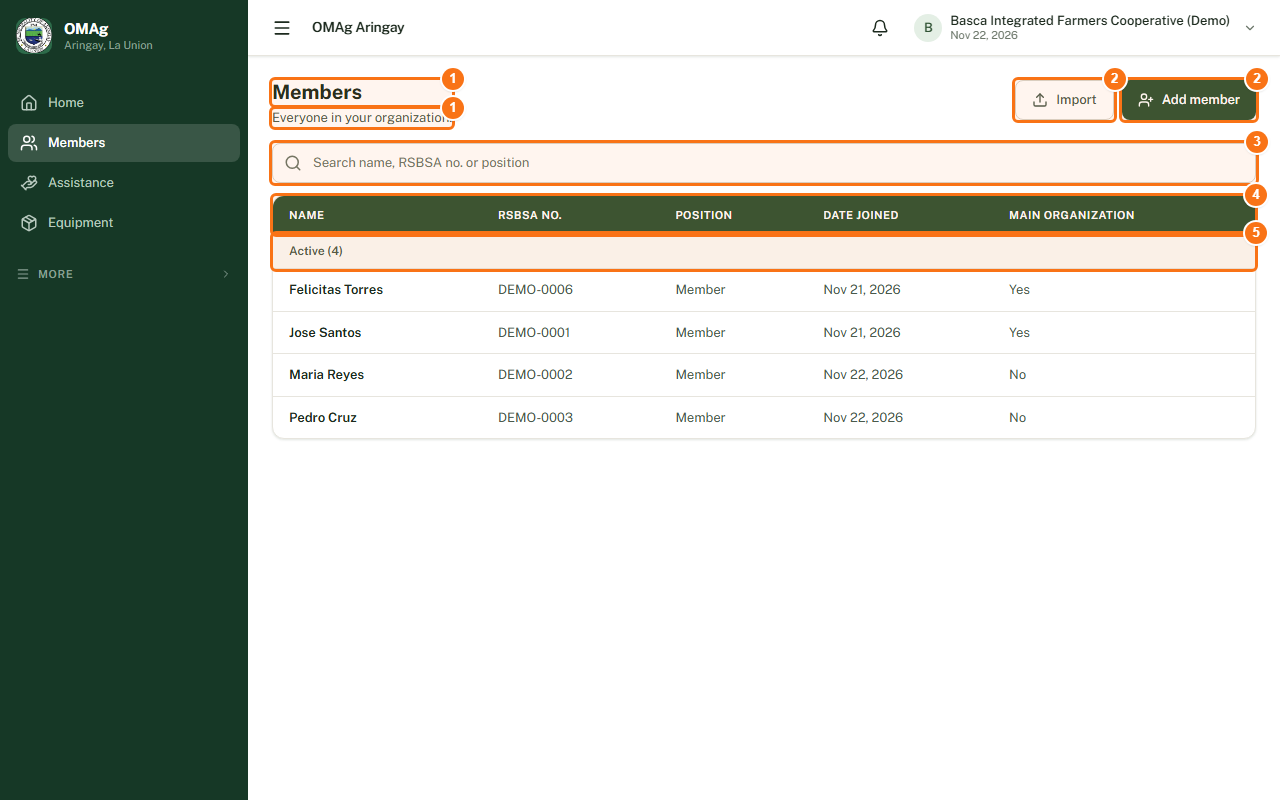 OMAg
Aringay, La Union
Home
Members
Assistance
Equipment
MORE
OMAg Aringay
B
Basca Integrated Farmers Cooperative (Demo)
Nov 22, 2026
Members
1
Everyone in your organization.
1
Import
2
Add member
2
Search name, RSBSA no. or position
3
NAME RSBSA NO. POSITION DATE JOINED MAIN ORGANIZATION
4
Active (4)
5
Felicitas Torres DEMO-0006 Member Nov 21, 2026 Yes
Jose Santos DEMO-0001 Member Nov 21, 2026 Yes
Maria Reyes DEMO-0002 Member Nov 22, 2026 No
Pedro Cruz DEMO-0003 Member Nov 22, 2026 No